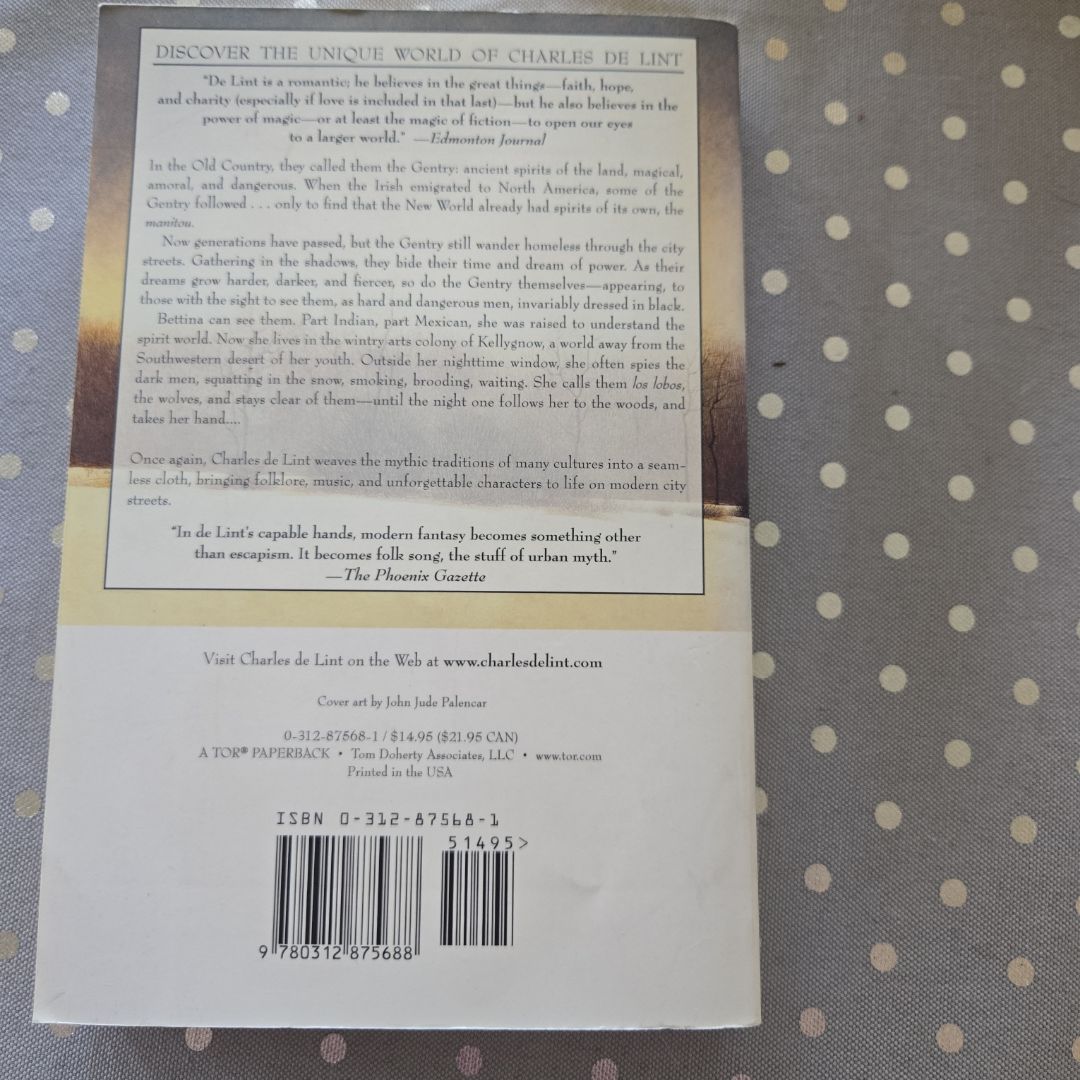 DISCOVER THE UNIQUE WORLD OF CHARLES DE LINT
"De Lint is a romantic; he believes in the great things—faith, hope,
and charity (especially if love is included in that last)—but he also believes in the
power of magic—or at least the magic of fiction—to open our eyes
to a larger world." —Edmonton Journal
In the Old Country, they called them the Gentry: ancient spirits of the land, magical,
amoral, and dangerous. When the Irish emigrated to North America, some of the
Gentry followed . . . only to find that the New World already had spirits of its own, the
manitou.
Now generations have passed, but the Gentry still wander homeless through the city
streets. Gathering in the shadows, they bide their time and dream of power. As their
dreams grow harder, darker, and fiercer, so do the Gentry themselves—appearing, to
those with the sight to see them, as hard and dangerous men, invariably dressed in black.
Bettina can see them. Part Indian, part Mexican, she was raised to understand the
spirit world. Now she lives in the wintry arts colony of Kellygnow, a world away from the
Southwestern desert of her youth. Outside her nighttime window, she often spies the
dark men, squatting in the snow, smoking, brooding, waiting. She calls them los lobos,
the wolves, and stays clear of them—until the night one follows her to the woods, and
takes her hand....
Once again, Charles de Lint weaves the mythic traditions of many cultures into a seam-
less cloth, bringing folklore, music, and unforgettable characters to life on modern city
streets.
"In de Lint's capable hands, modern fantasy becomes something other
than escapism. It becomes folk song, the stuff of urban myth."
—The Phoenix Gazette
Visit Charles de Lint on the Web at www.charlesdelint.com
Cover art by John Jude Palencar
0-312-87568-1 / $14.95 ($21.95 CAN)
A TOR® PAPERBACK • Tom Doherty Associates, LLC • www.tor.com
Printed in the USA
ISBN 0-312-87568-1
51495>
9 780312 875688